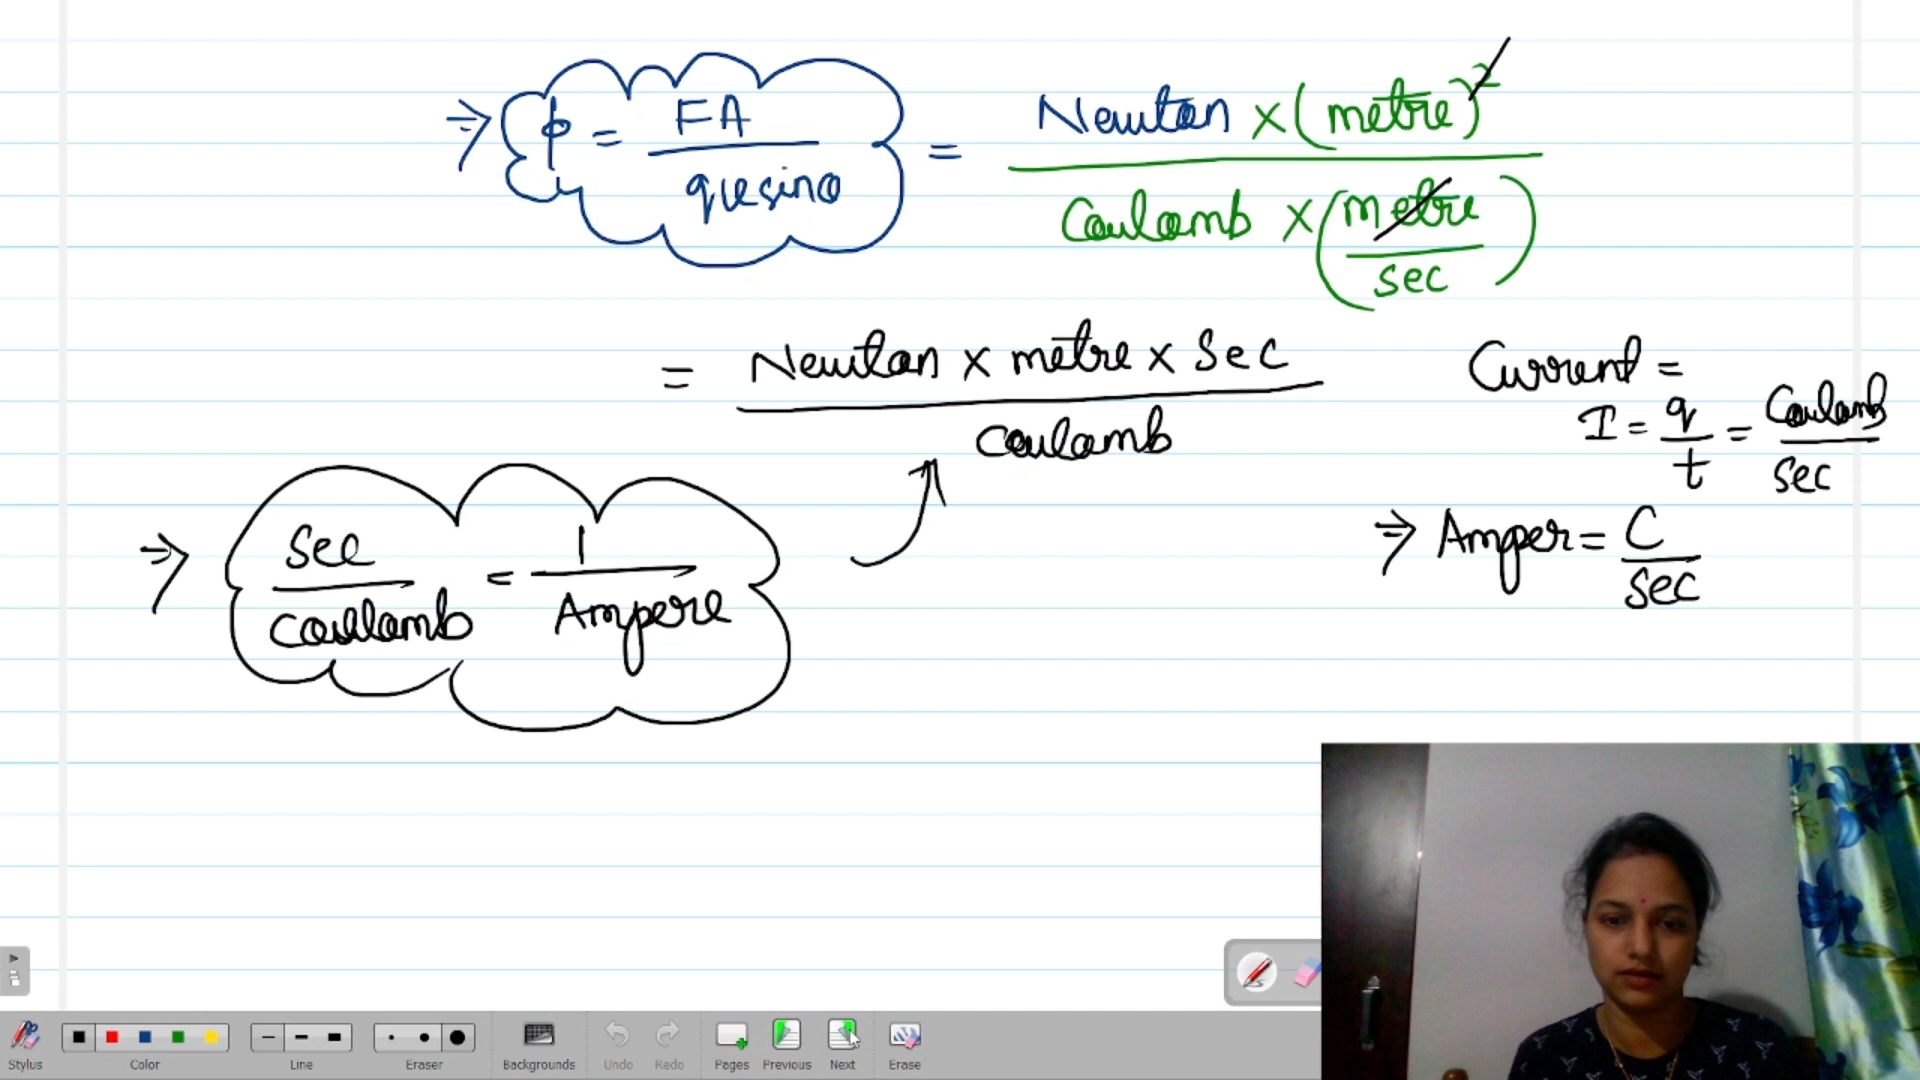 ⇒ ϕ = FA / qvsinθ = Newton × (metre)² / Coulomb × (metre / sec)
= Newton × metre × sec / Coulomb
Current =
I = q / t = Coulomb / sec
⇒ Amper = C / sec
⇒ sec / Coulomb = 1 / Ampere
Stylus Color Line Eraser Backgrounds Undo Redo Pages Previous Next Erase